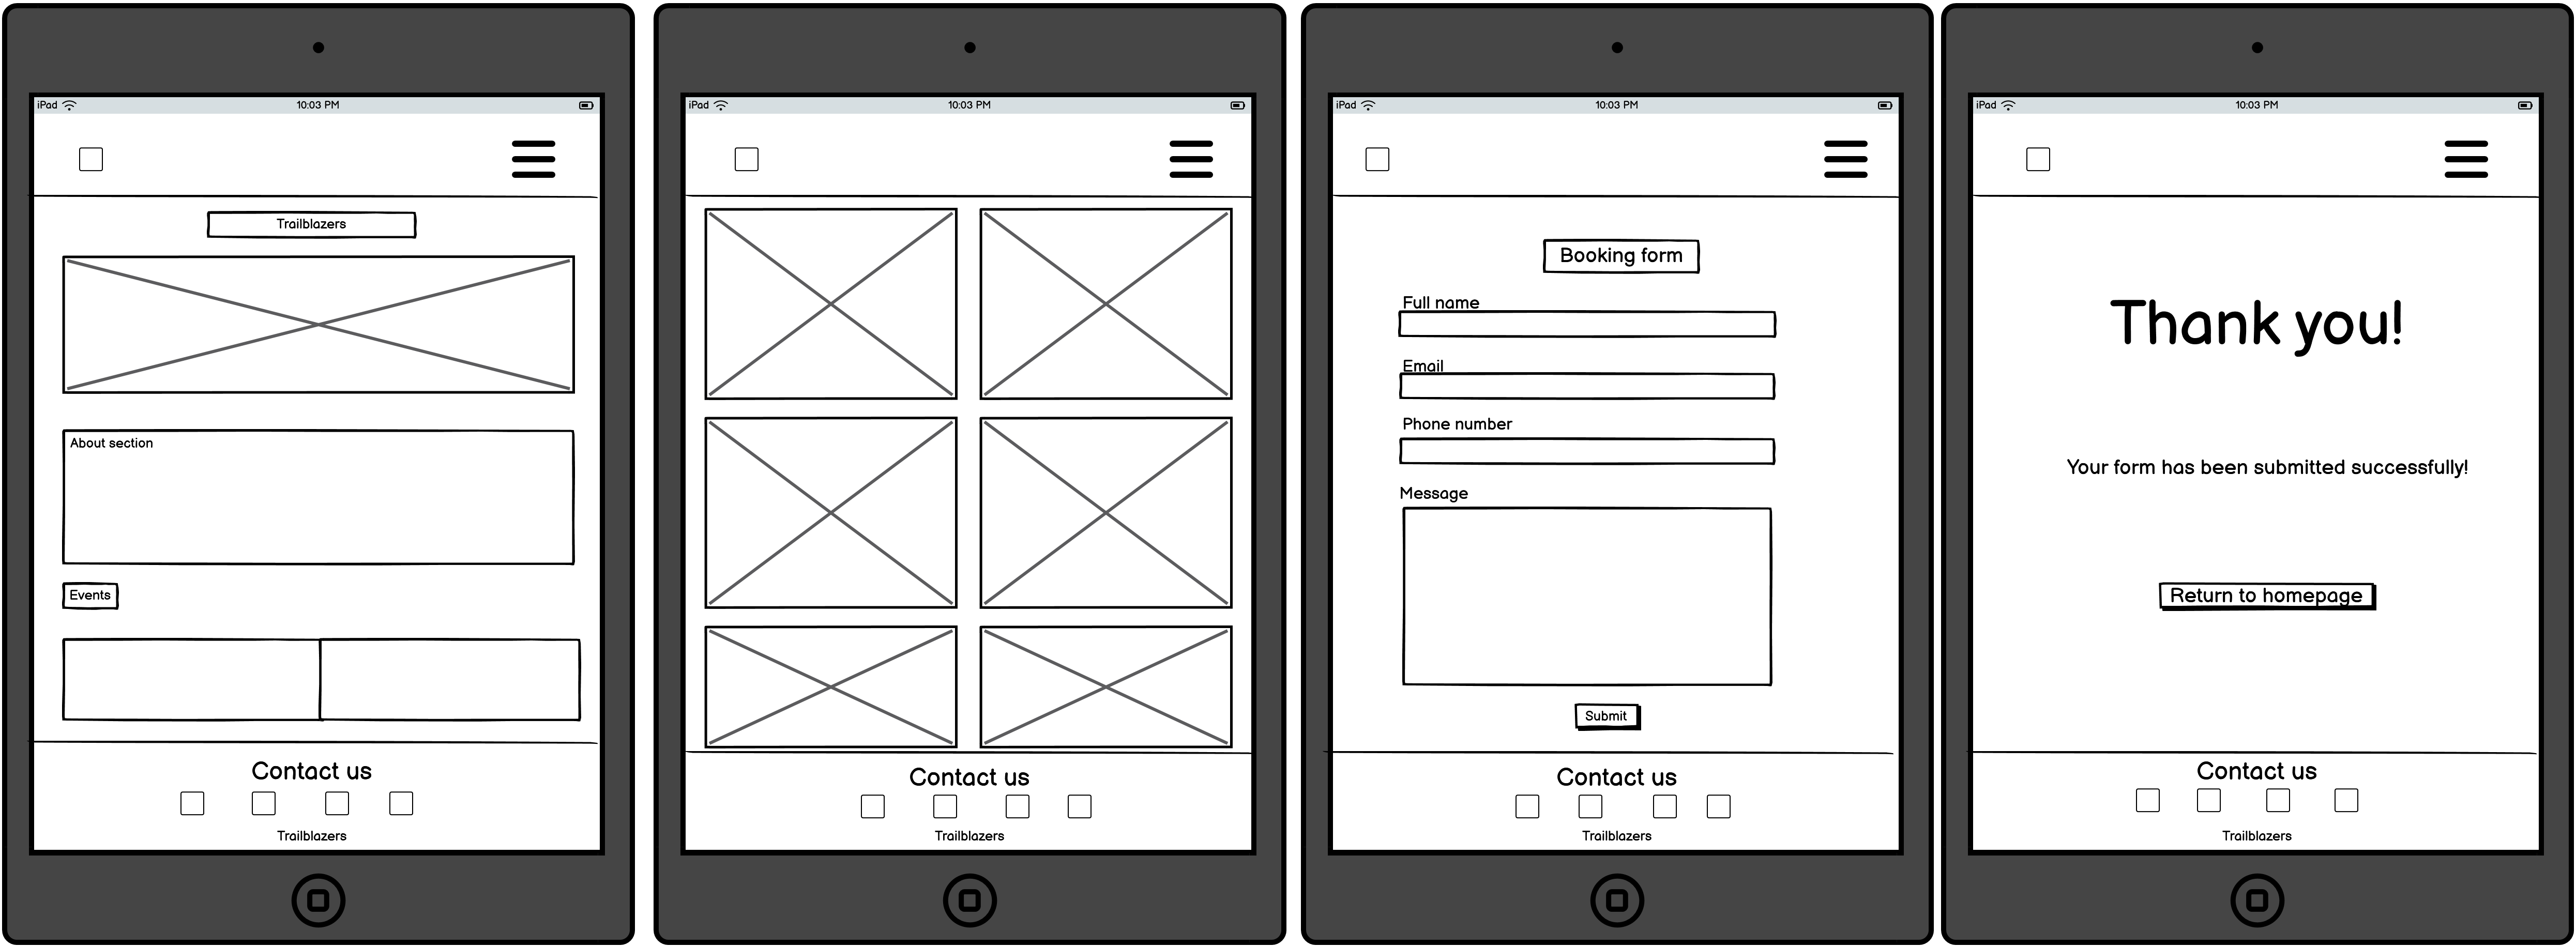 iPad 10:03 PM
Trailblazers
About section
Events
Contact us
Trailblazers
iPad 10:03 PM
Contact us
Trailblazers
iPad 10:03 PM
Booking form
Full name
Email
Phone number
Message
Submit
Contact us
Trailblazers
iPad 10:03 PM
Thank you!
Your form has been submitted successfully!
Return to homepage
Contact us
Trailblazers